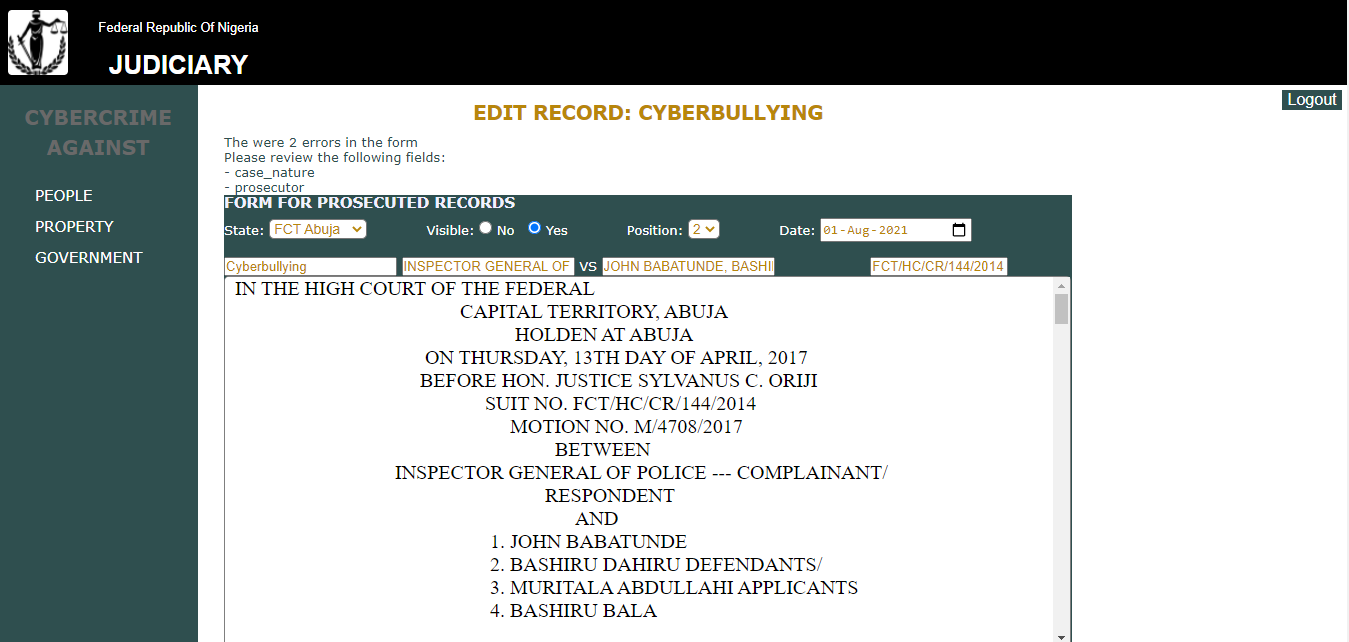 Federal Republic Of Nigeria
JUDICIARY
Logout
CYBERCRIME
AGAINST
PEOPLE
PROPERTY
GOVERNMENT
EDIT RECORD: CYBERBULLYING
The were 2 errors in the form
Please review the following fields:
- case_nature
- prosecutor
FORM FOR PROSECUTED RECORDS
State: FCT Abuja Visible: No Yes Position: 2 Date: 01-Aug-2021
Cyberbullying INSPECTOR GENERAL OF VS JOHN BABATUNDE, BASHI FCT/HC/CR/144/2014
IN THE HIGH COURT OF THE FEDERAL
CAPITAL TERRITORY, ABUJA
HOLDEN AT ABUJA
ON THURSDAY, 13TH DAY OF APRIL, 2017
BEFORE HON. JUSTICE SYLVANUS C. ORIJI
SUIT NO. FCT/HC/CR/144/2014
MOTION NO. M/4708/2017
BETWEEN
INSPECTOR GENERAL OF POLICE --- COMPLAINANT/
RESPONDENT
AND
1. JOHN BABATUNDE
2. BASHIRU DAHIRU DEFENDANTS/
3. MURITALA ABDULLAHI APPLICANTS
4. BASHIRU BALA